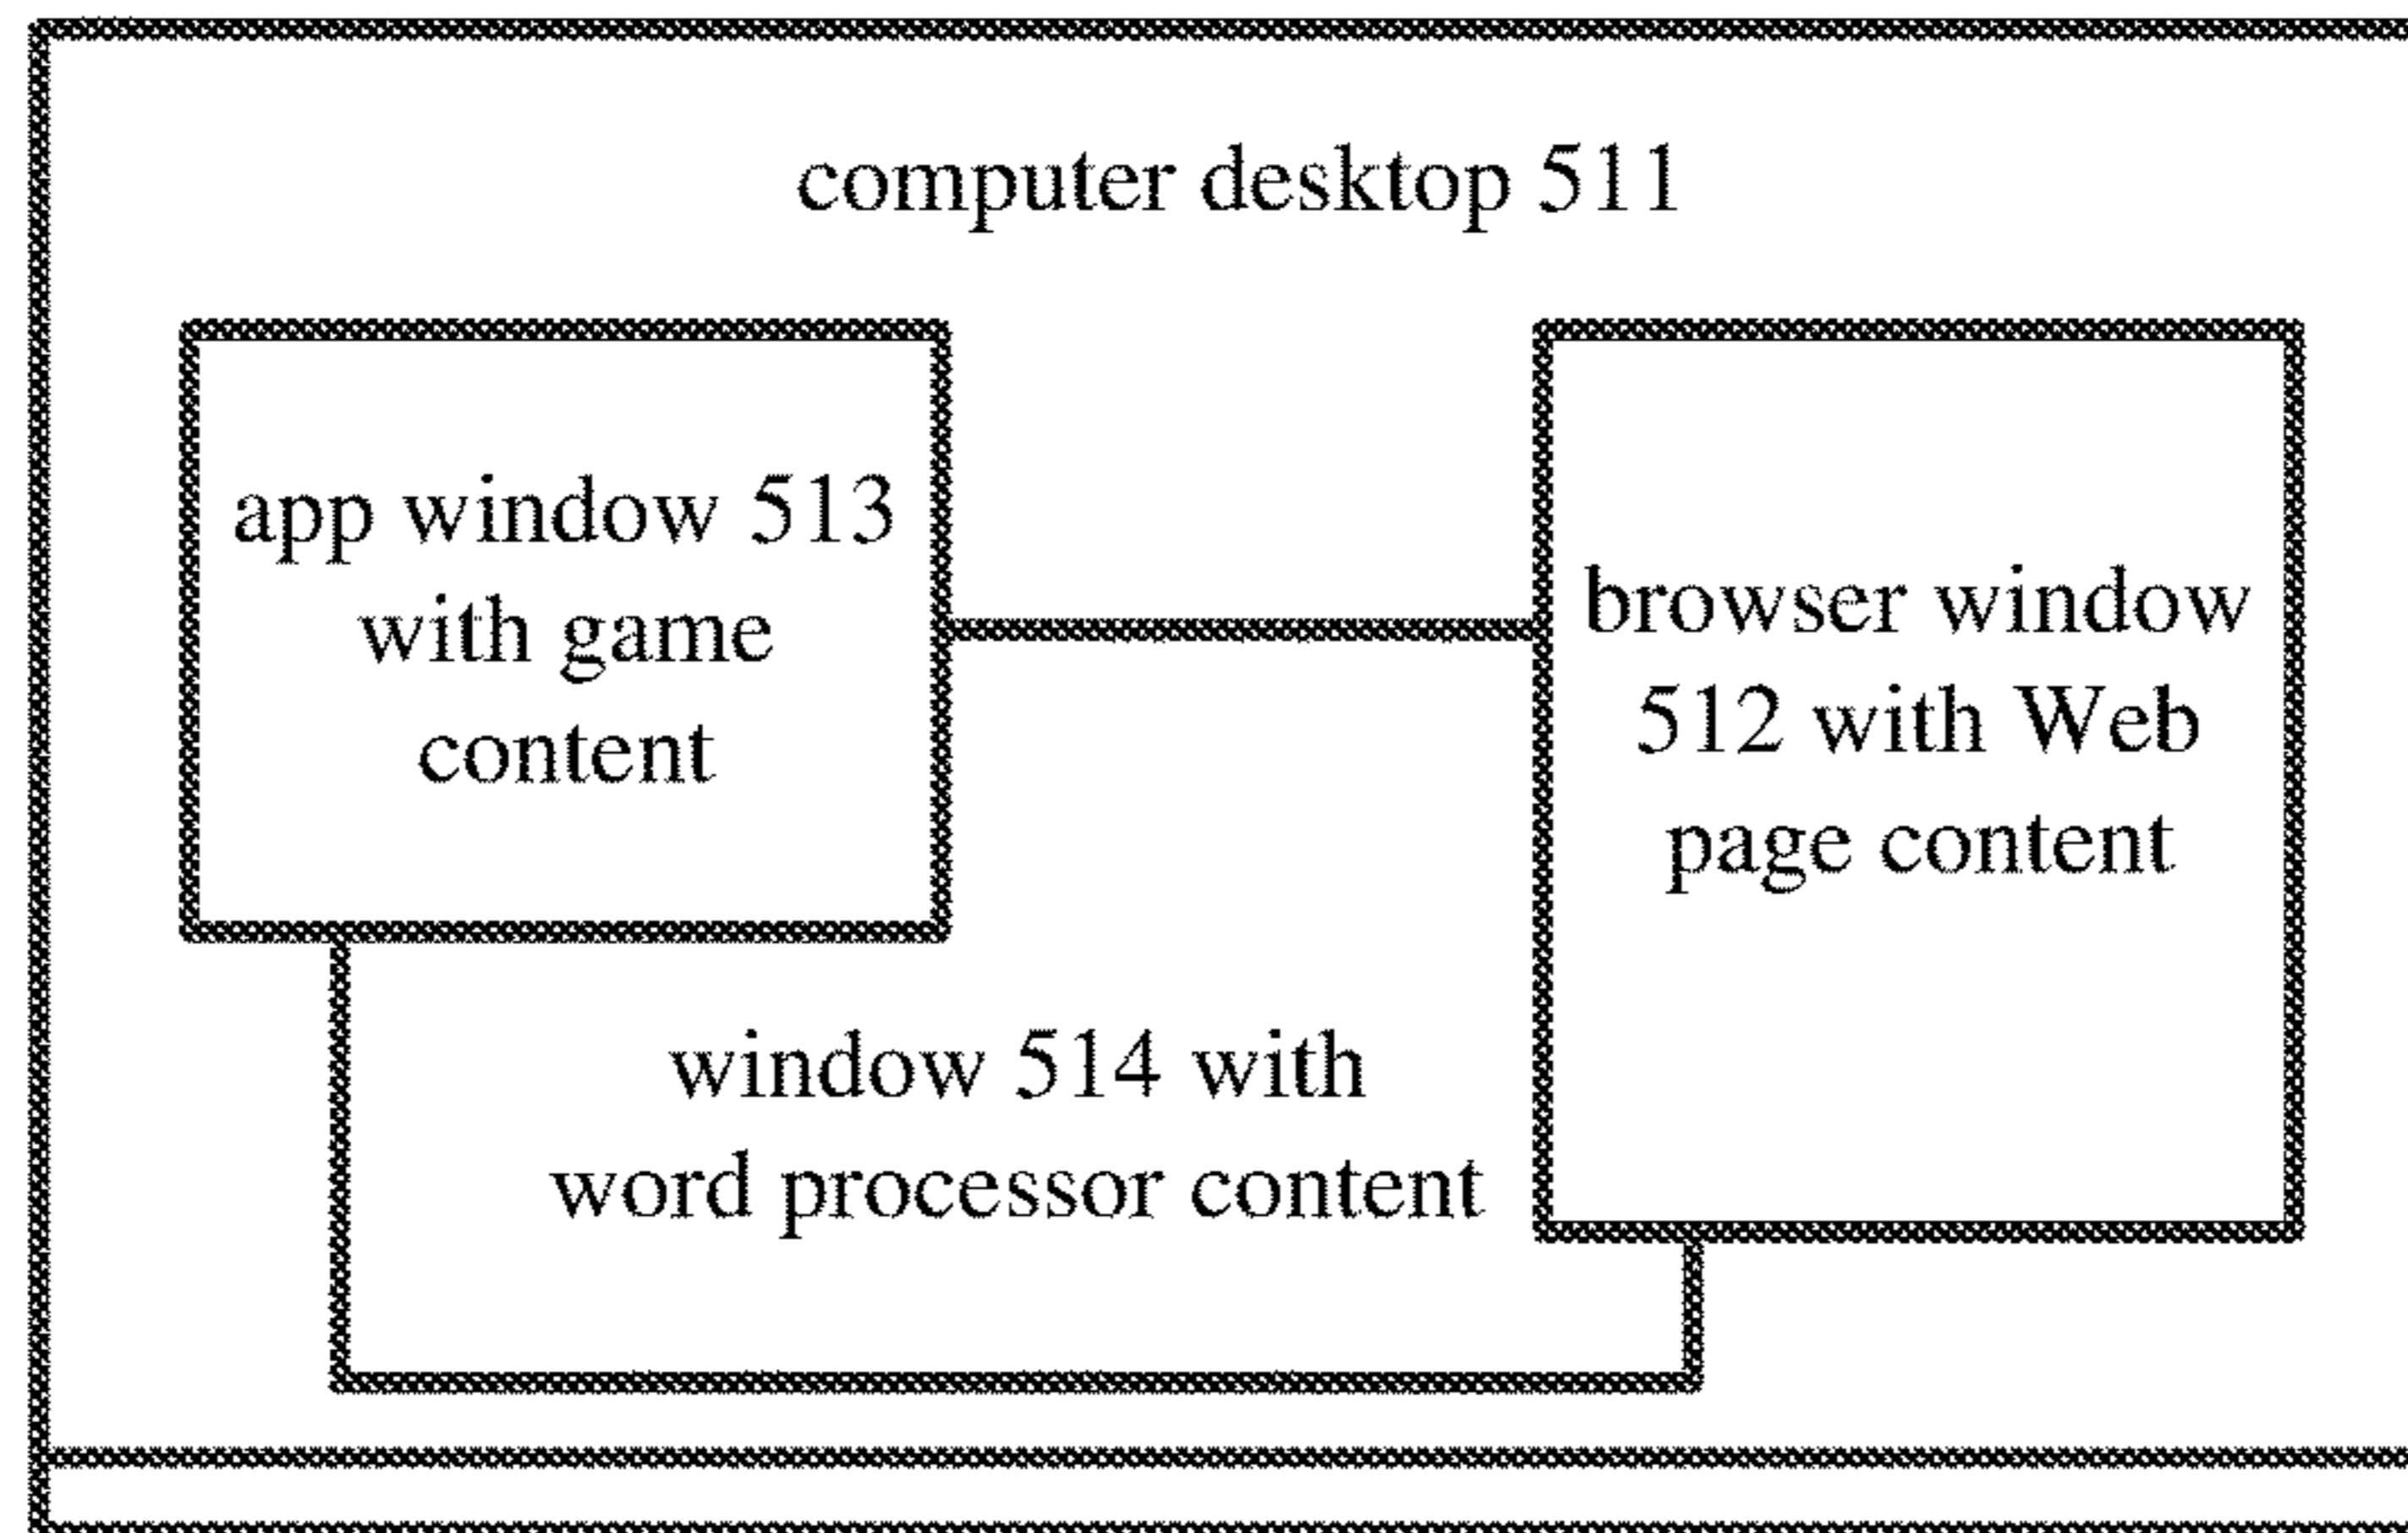 computer desktop 511
app window 513
with game
content
browser window
512 with Web
page content
window 514 with
word processor content